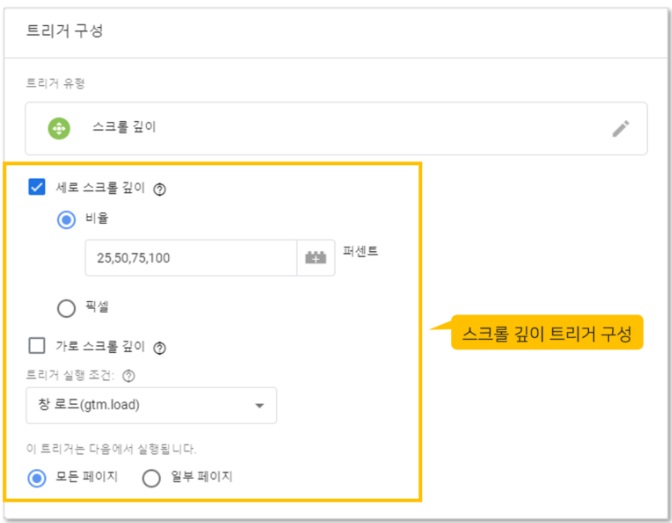 트리거 구성
트리거 유형
스크롤 깊이
세로 스크롤 깊이 ?
비율
25,50,75,100
퍼센트
픽셀
가로 스크롤 깊이 ?
트리거 실행 조건: ?
창 로드(gtm.load)
이 트리거는 다음에서 실행됩니다.
모든 페이지 일부 페이지
스크롤 깊이 트리거 구성